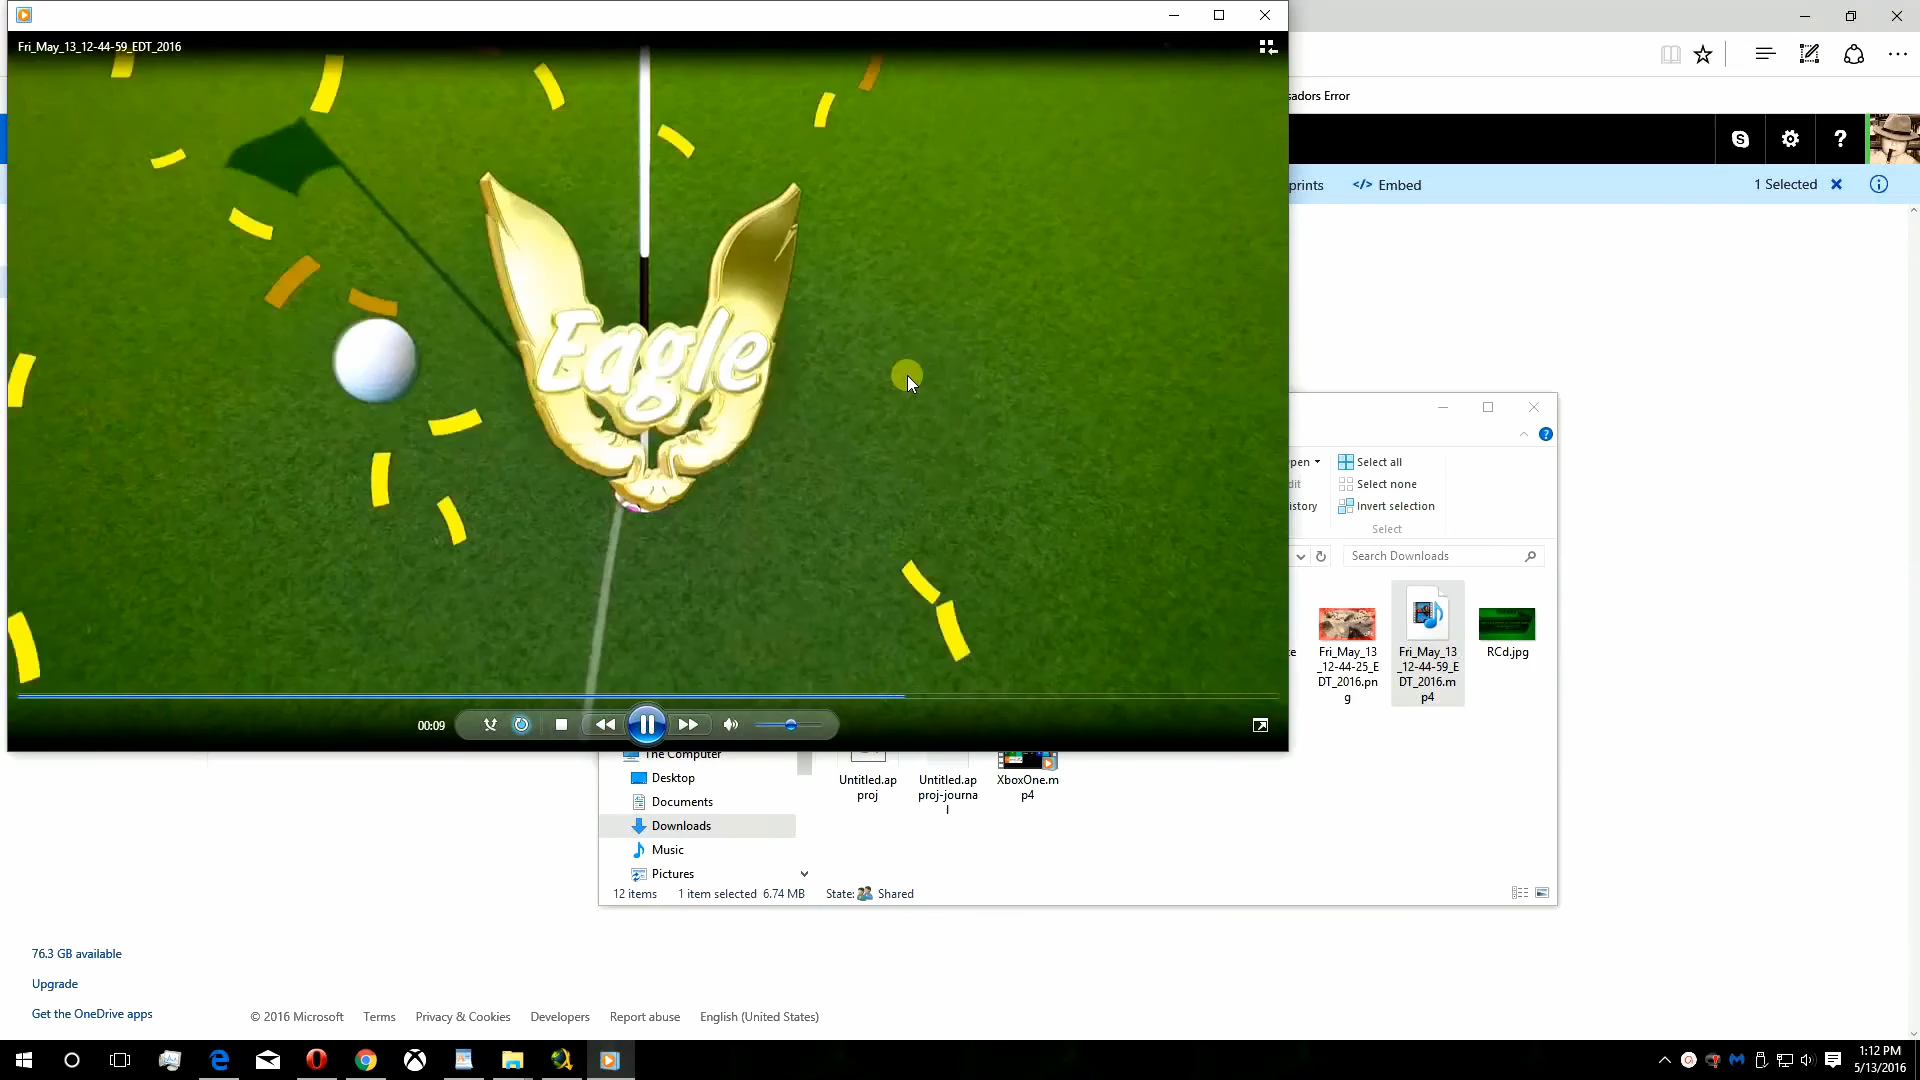 Fri_May_13_12-44-59_EDT_2016
Eagle
00:09
sadors Error
prints
</> Embed
1 Selected
pen
Select all
dit
Select none
istory
Invert selection
Select
Search Downloads
te
Fri_May_13
_12-44-25_E
DT_2016.pn
g
Fri_May_13
_12-44-59_E
DT_2016.m
p4
RCd.jpg
The Computer
Desktop
Documents
Downloads
Music
Pictures
Untitled.ap
proj
Untitled.ap
proj-journa
l
XboxOne.m
p4
12 items
1 item selected 6.74 MB
State: Shared
76.3 GB available
Upgrade
Get the OneDrive apps
© 2016 Microsoft
Terms
Privacy & Cookies
Developers
Report abuse
English (United States)
1:12 PM
5/13/2016